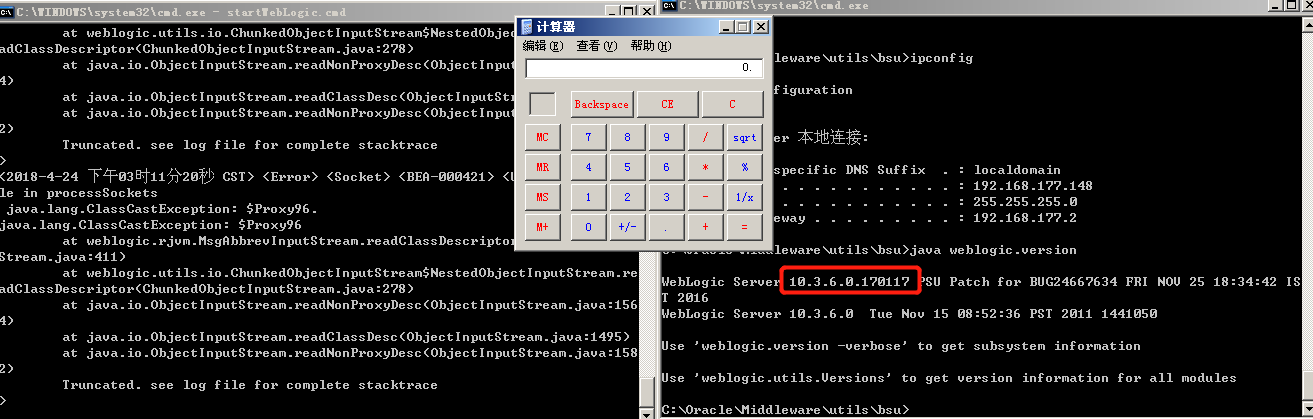 C:\WINDOWS\system32\cmd.exe - startWebLogic.cmd
at weblogic.utils.io.ChunkedObjectInputStream$NestedObjec
adClassDescriptor(ChunkedObjectInputStream.java:278)
at java.io.ObjectInputStream.readNonProxyDesc(ObjectInput
4)
at java.io.ObjectInputStream.readClassDesc(ObjectInputStr
at java.io.ObjectInputStream.readNonProxyDesc(ObjectInput
2)
Truncated. see log file for complete stacktrace
>
<2018-4-24 下午03时11分20秒 CST> <Error> <Socket> <BEA-000421> <U
le in processSockets
java.lang.ClassCastException: $Proxy96.
java.lang.ClassCastException: $Proxy96
at weblogic.rjvm.MsgAbbrevInputStream.readClassDescriptor
Stream.java:411)
at weblogic.utils.io.ChunkedObjectInputStream$NestedObjectInputStream.re
adClassDescriptor(ChunkedObjectInputStream.java:278)
at java.io.ObjectInputStream.readNonProxyDesc(ObjectInputStream.java:156
4)
at java.io.ObjectInputStream.readClassDesc(ObjectInputStream.java:1495)
at java.io.ObjectInputStream.readNonProxyDesc(ObjectInputStream.java:158
2)
Truncated. see log file for complete stacktrace
>
计算器
编辑(E) 查看(V) 帮助(H)
0.
Backspace CE C
MC 7 8 9 / sqrt
MR 4 5 6 * %
MS 1 2 3 - 1/x
M+ 0 +/- . + =
C:\WINDOWS\system32\cmd.exe
dleware\utils\bsu>ipconfig
figuration
er 本地连接:
specific DNS Suffix . : localdomain
. . . . . . . . . . . : 192.168.177.148
. . . . . . . . . . . : 255.255.255.0
eway . . . . . . . . . : 192.168.177.2
C:\Oracle\Middleware\utils\bsu>java weblogic.version
WebLogic Server 10.3.6.0.170117 PSU Patch for BUG24667634 FRI NOV 25 18:34:42 IS
T 2016
WebLogic Server 10.3.6.0 Tue Nov 15 08:52:36 PST 2011 1441050
Use 'weblogic.version -verbose' to get subsystem information
Use 'weblogic.utils.Versions' to get version information for all modules
C:\Oracle\Middleware\utils\bsu>